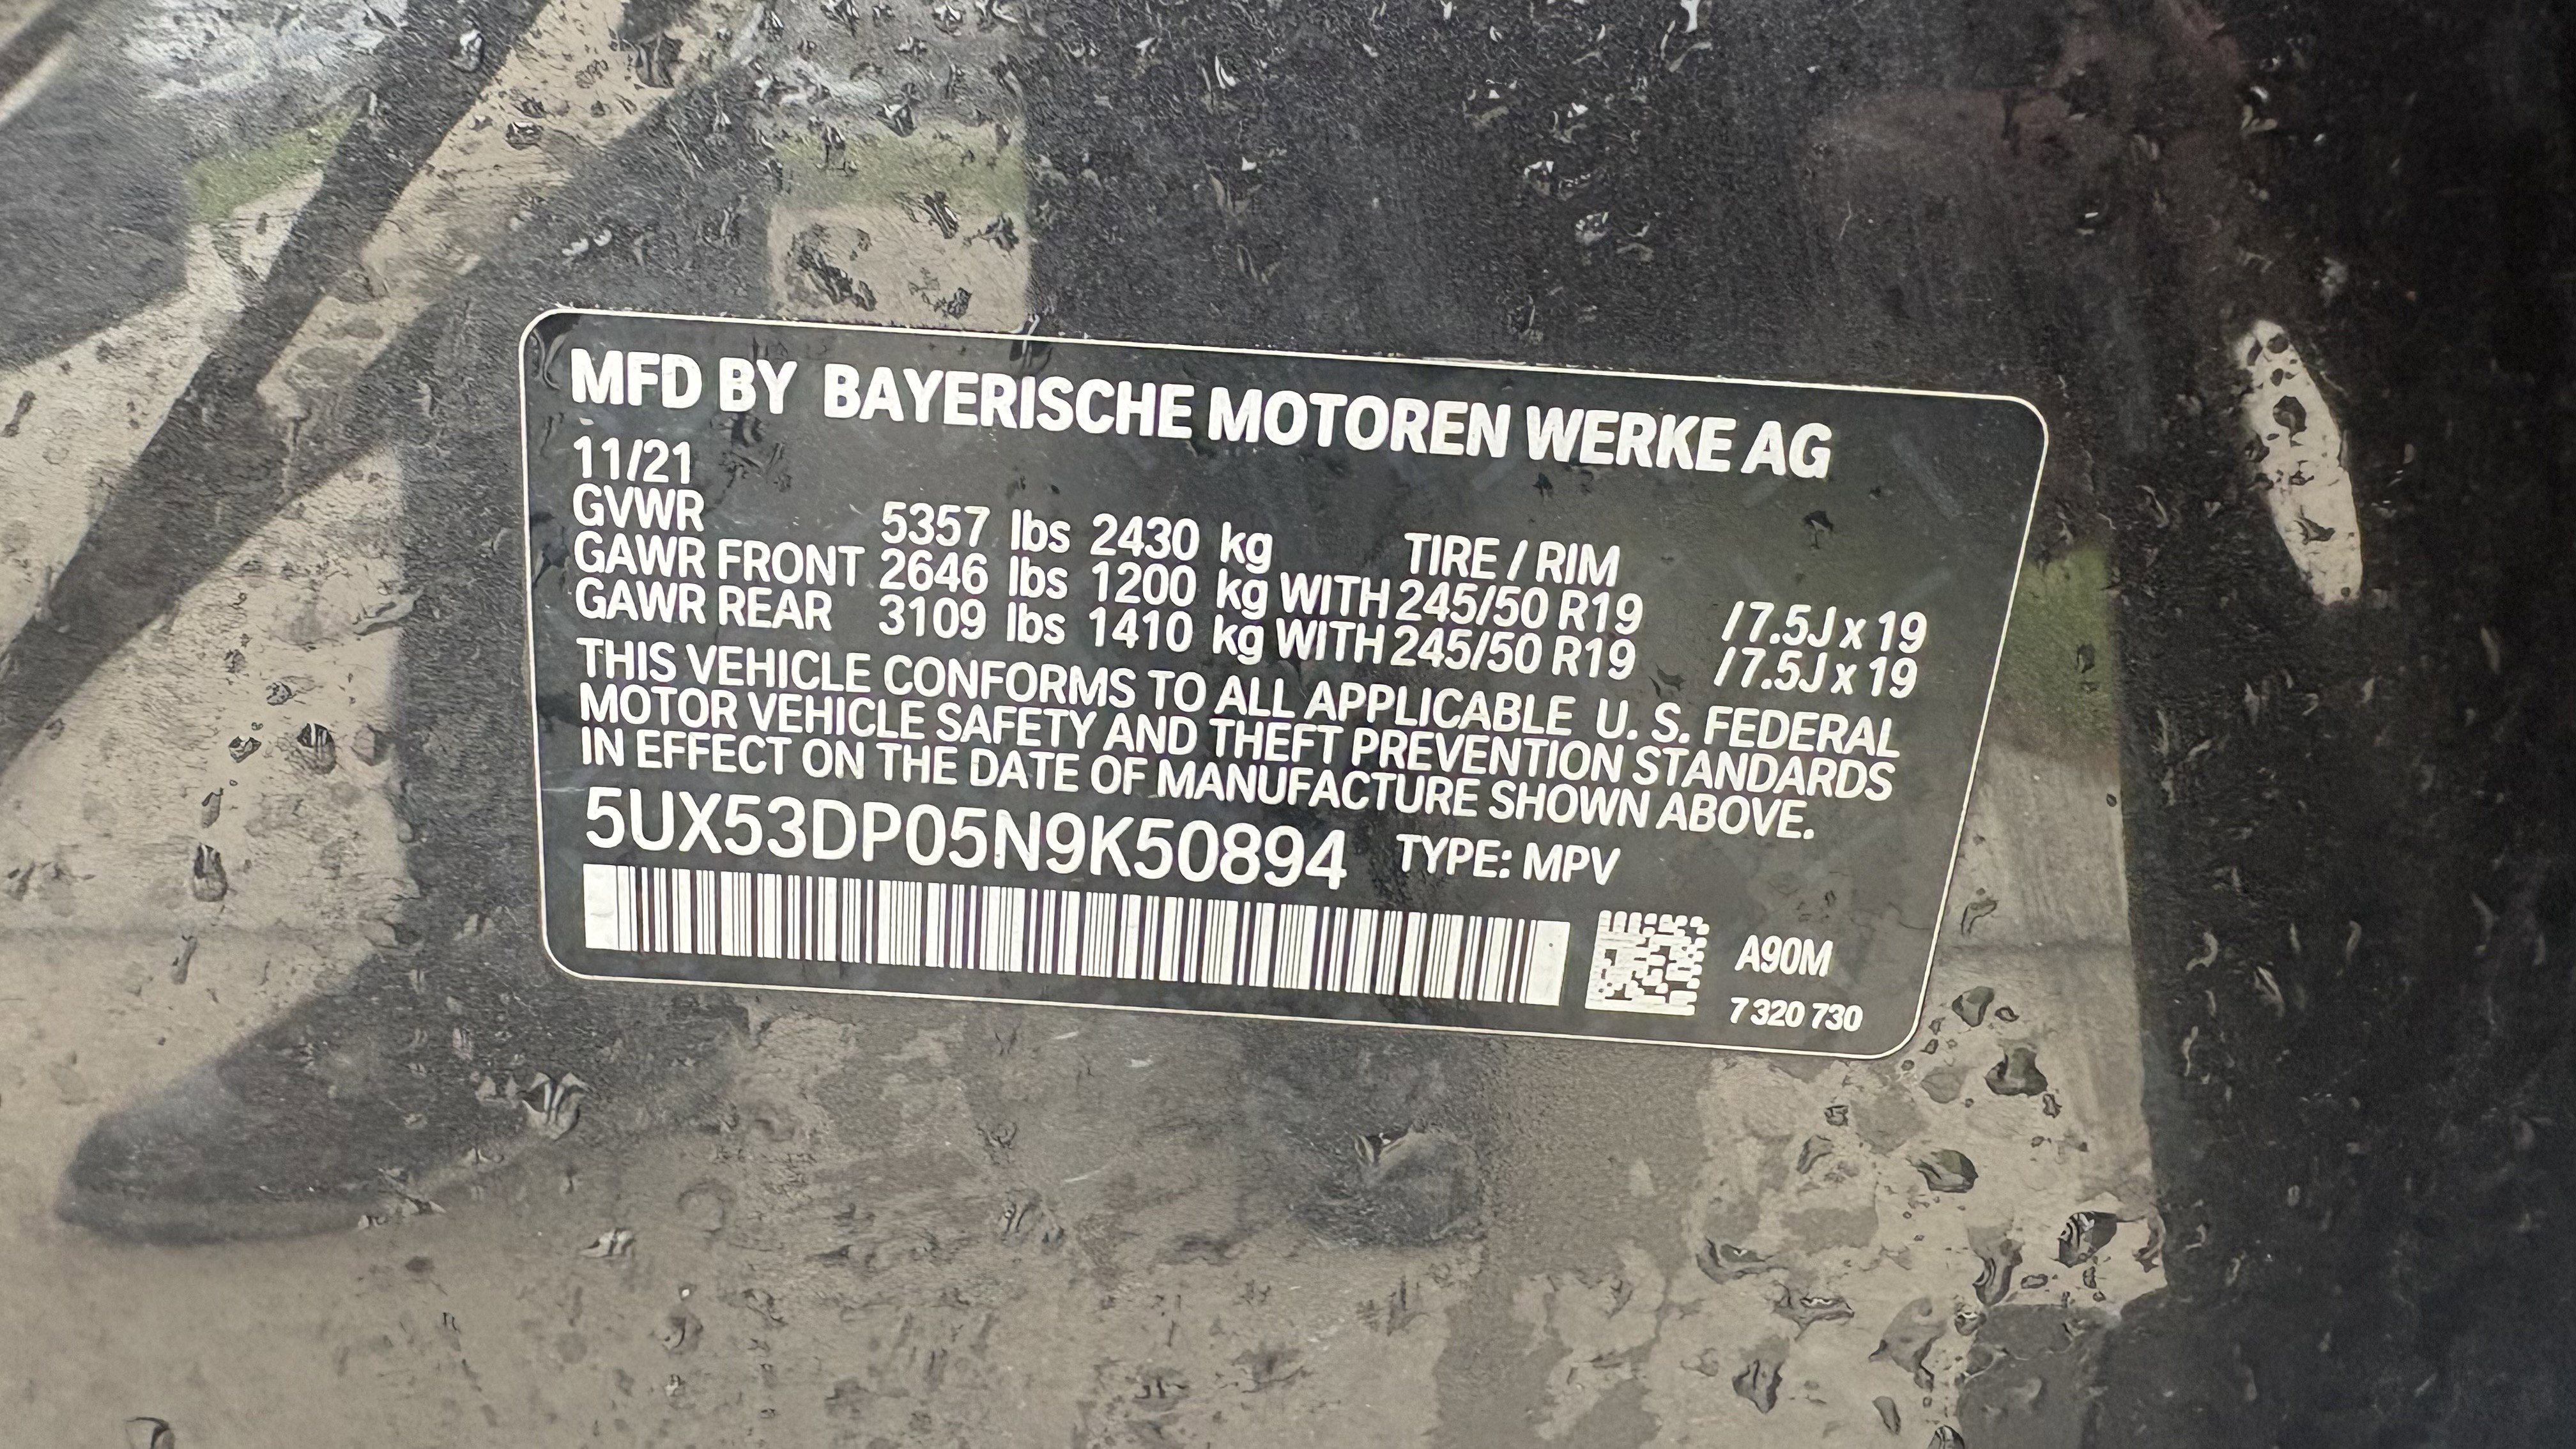 MFD BY BAYERISCHE MOTOREN WERKE AG
11/21
GVWR 5357 lbs 2430 kg TIRE / RIM
GAWR FRONT 2646 lbs 1200 kg WITH 245/50 R19 / 7.5J x 19
GAWR REAR 3109 lbs 1410 kg WITH 245/50 R19 / 7.5J x 19
THIS VEHICLE CONFORMS TO ALL APPLICABLE U. S. FEDERAL
MOTOR VEHICLE SAFETY AND THEFT PREVENTION STANDARDS
IN EFFECT ON THE DATE OF MANUFACTURE SHOWN ABOVE.
5UX53DP05N9K50894 TYPE: MPV
A90M
7 320 730